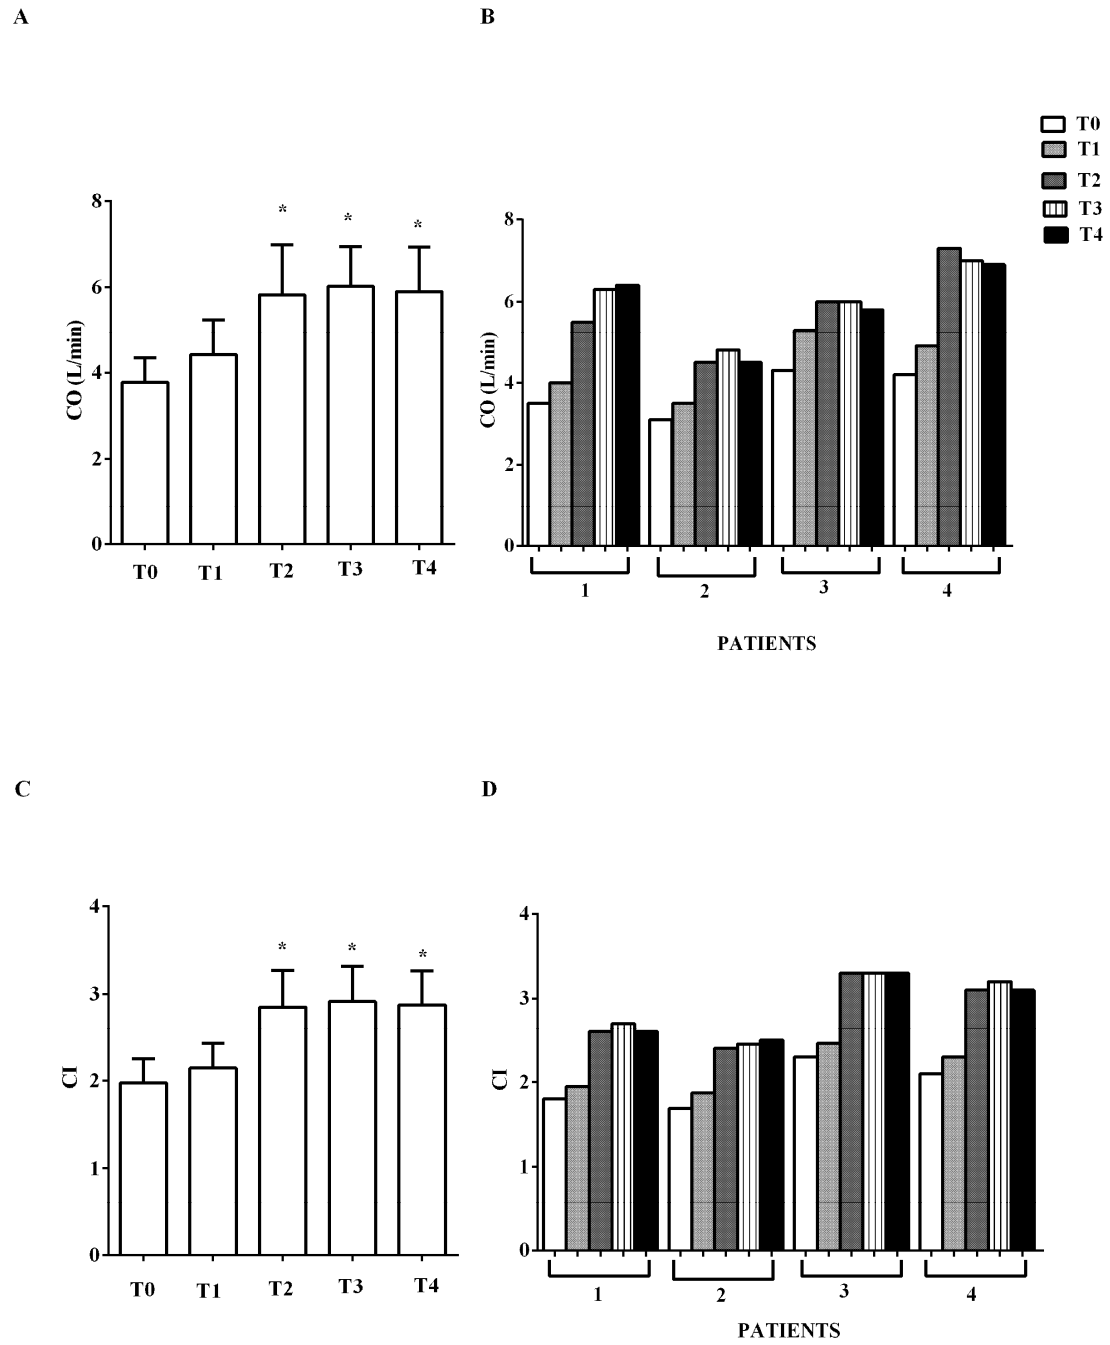 A
B
T0
T1
T2
T3
T4
8
6
4
2
0
CO (L/min)
* * *
T0 T1 T2 T3 T4
8
6
4
2
0
CO (L/min)
1 2 3 4
PATIENTS
C
D
4
3
2
1
0
CI
* * *
T0 T1 T2 T3 T4
4
3
2
1
0
CI
1 2 3 4
PATIENTS